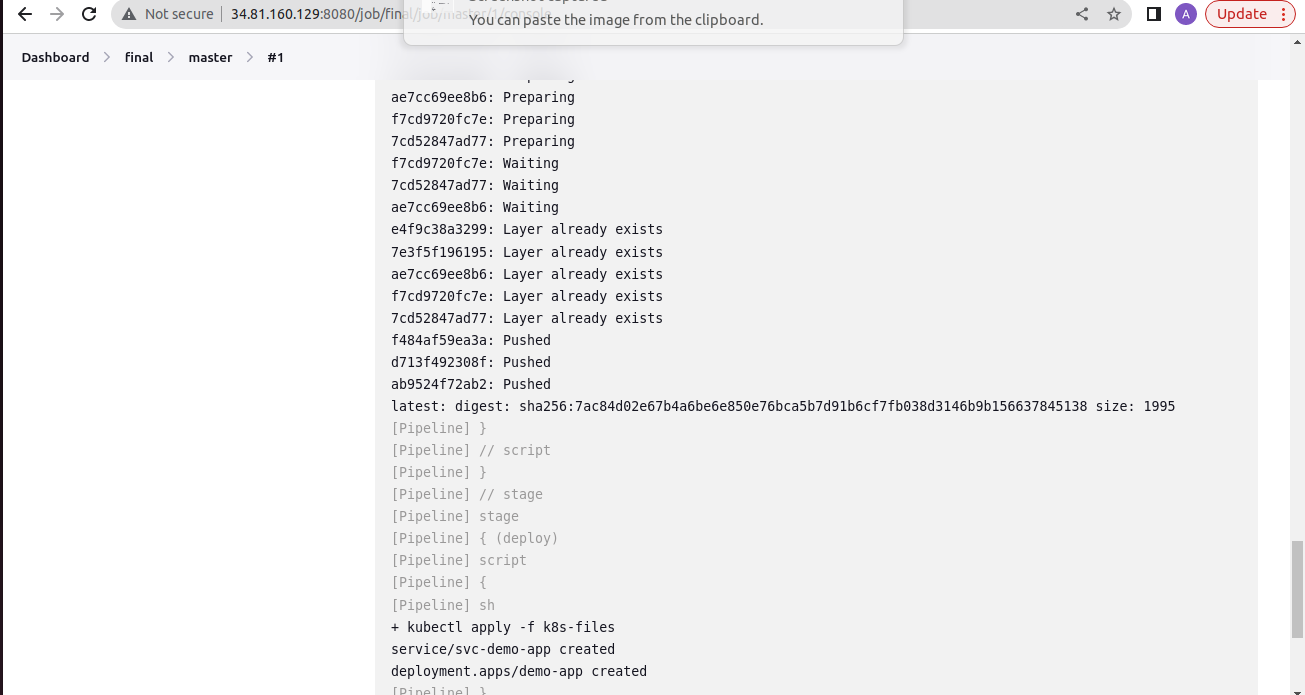 You can paste the image from the clipboard.
Not secure | 34.81.160.129:8080/job/final/job/master/1/console
A
Update
Dashboard > final > master > #1
ae7cc69ee8b6: Preparing
f7cd9720fc7e: Preparing
7cd52847ad77: Preparing
f7cd9720fc7e: Waiting
7cd52847ad77: Waiting
ae7cc69ee8b6: Waiting
e4f9c38a3299: Layer already exists
7e3f5f196195: Layer already exists
ae7cc69ee8b6: Layer already exists
f7cd9720fc7e: Layer already exists
7cd52847ad77: Layer already exists
f484af59ea3a: Pushed
d713f492308f: Pushed
ab9524f72ab2: Pushed
latest: digest: sha256:7ac84d02e67b4a6be6e850e76bca5b7d91b6cf7fb038d3146b9b156637845138 size: 1995
[Pipeline] }
[Pipeline] // script
[Pipeline] }
[Pipeline] // stage
[Pipeline] stage
[Pipeline] { (deploy)
[Pipeline] script
[Pipeline] {
[Pipeline] sh
+ kubectl apply -f k8s-files
service/svc-demo-app created
deployment.apps/demo-app created
[Pipeline] }